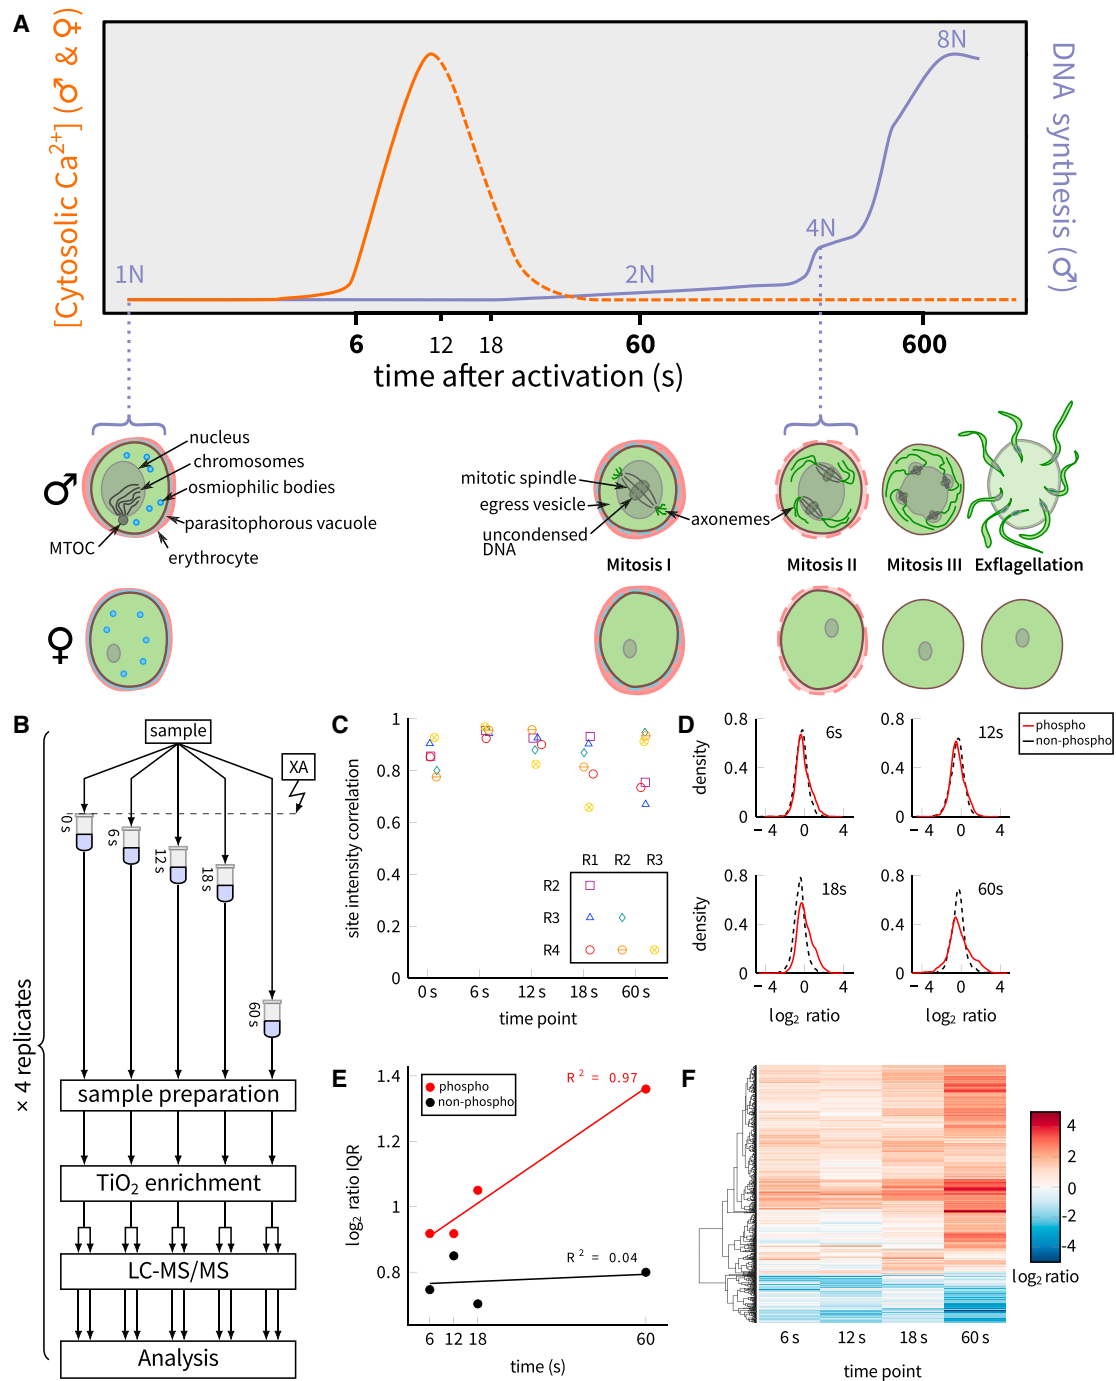 A
[Cytosolic Ca2+] (♂ & ♀)
DNA synthesis (♂)
1N
2N
4N
8N
6
12
18
60
600
time after activation (s)
♂
nucleus
chromosomes
osmiophilic bodies
parasitophorous vacuole
erythrocyte
MTOC
mitotic spindle
egress vesicle
uncondensed
DNA
axonemes
Mitosis I
Mitosis II
Mitosis III
Exflagellation
♀
B
sample
XA
0 s
6 s
12 s
18 s
60 s
× 4 replicates
sample preparation
TiO2 enrichment
LC-MS/MS
Analysis
C
site intensity correlation
1
0.8
0.6
0.4
0.2
0
R1 R2 R3
R2
R3
R4
0 s 6 s 12 s 18 s 60 s
time point
D
phospho
non-phospho
density
0.8
0.4
0
6s
−4 0 4
0.8
0.4
0
12s
−4 0 4
density
0.8
0.4
0
18s
−4 0 4
log2 ratio
0.8
0.4
0
60s
−4 0 4
log2 ratio
E
phospho
non-phospho
log2 ratio IQR
1.4
1.2
1
0.8
R2 = 0.97
R2 = 0.04
6 12 18 60
time (s)
F
4
2
0
-2
-4
log2 ratio
6 s 12 s 18 s 60 s
time point